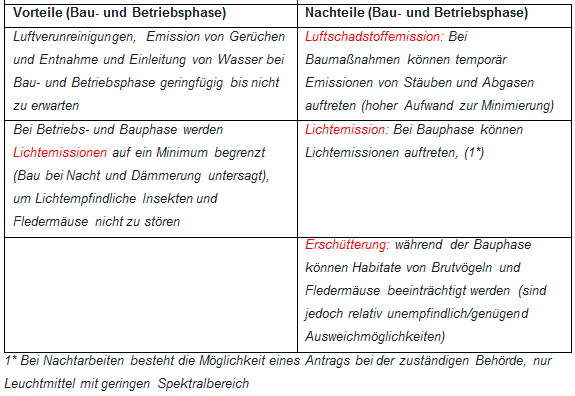 Vorteile (Bau- und Betriebsphase)
Nachteile (Bau- und Betriebsphase)
Luftverunreinigungen, Emission von Gerüchen
und Entnahme und Einleitung von Wasser bei
Bau- und Betriebsphase geringfügig bis nicht
zu erwarten
Luftschadstoffemission: Bei
Baumaßnahmen können temporär
Emissionen von Stäuben und Abgasen
auftreten (hoher Aufwand zur Minimierung)
Bei Betriebs- und Bauphase werden
Lichtemissionen auf ein Minimum begrenzt
(Bau bei Nacht und Dämmerung untersagt),
um Lichtempfindliche Insekten und
Fledermäuse nicht zu stören
Lichtemission: Bei Bauphase können
Lichtemissionen auftreten, (1*)
Erschütterung: während der Bauphase
können Habitate von Brutvögeln und
Fledermäuse beeinträchtigt werden (sind
jedoch relativ unempfindlich/genügend
Ausweichmöglichkeiten)
1* Bei Nachtarbeiten besteht die Möglichkeit eines Antrags bei der zuständigen Behörde, nur
Leuchtmittel mit geringen Spektralbereich